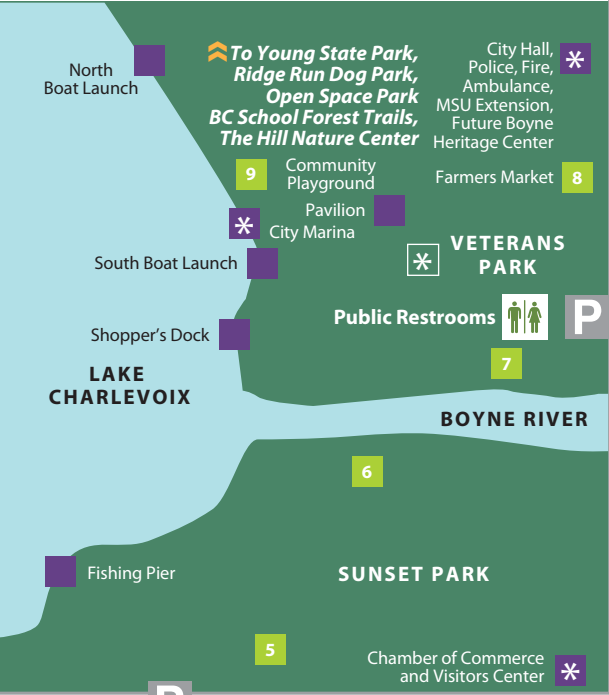 North
Boat Launch
To Young State Park,
Ridge Run Dog Park,
Open Space Park
BC School Forest Trails,
The Hill Nature Center
City Hall,
Police, Fire,
Ambulance,
MSU Extension,
Future Boyne
Heritage Center
*
9
Community
Playground
Farmers Market
8
Pavilion
*
City Marina
South Boat Launch
*
VETERANS
PARK
Public Restrooms
P
Shopper’s Dock
7
LAKE
CHARLEVOIX
BOYNE RIVER
6
Fishing Pier
SUNSET PARK
5
Chamber of Commerce
and Visitors Center
*
P